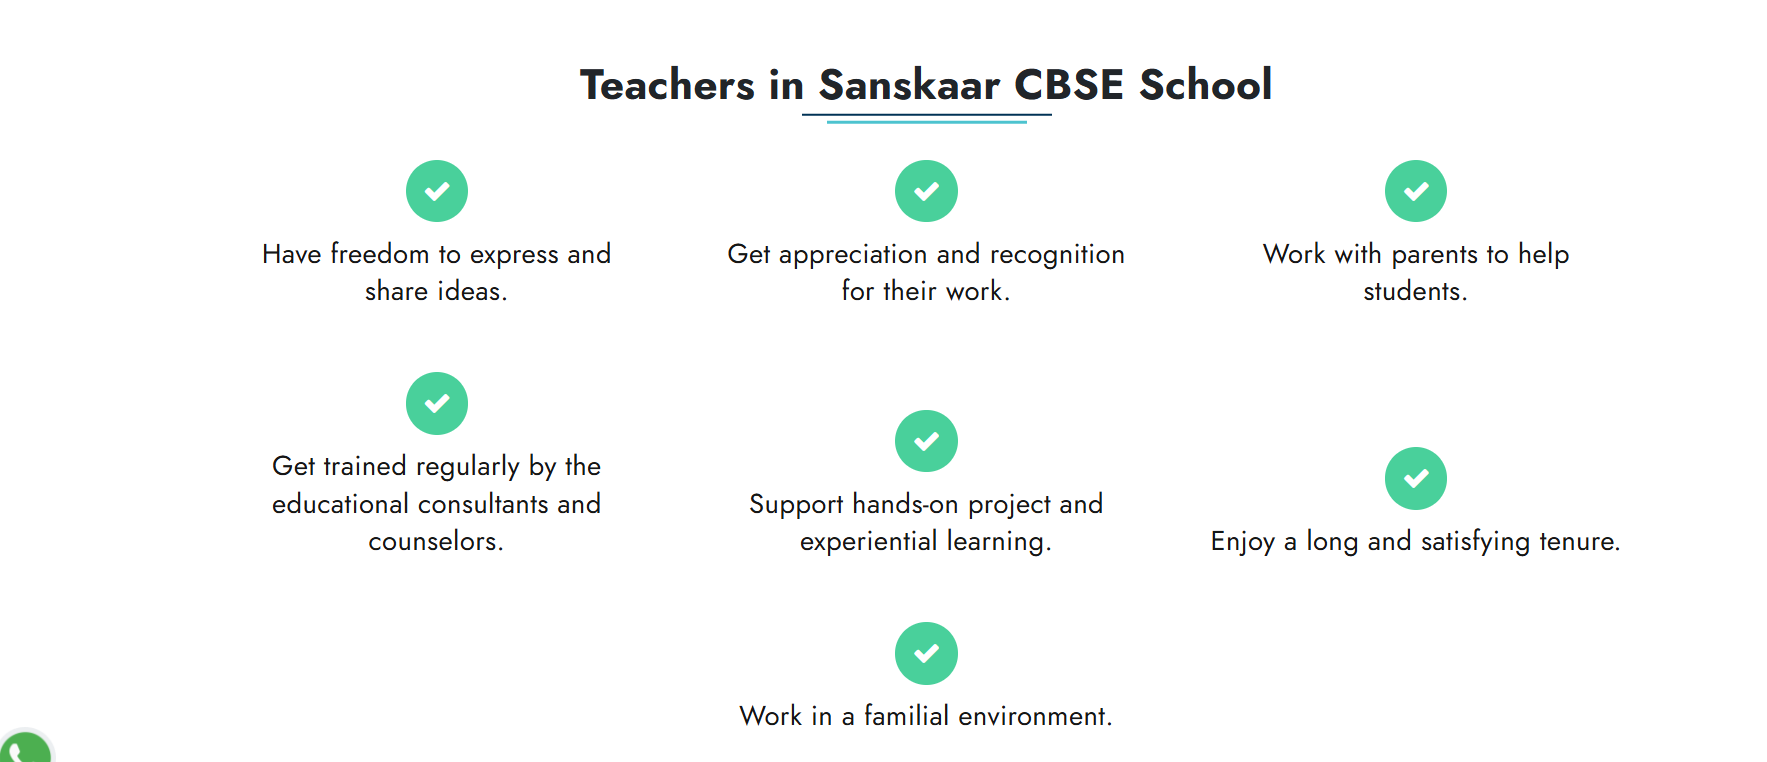 Teachers in Sanskaar CBSE School
Have freedom to express and
share ideas.
Get appreciation and recognition
for their work.
Work with parents to help
students.
Get trained regularly by the
educational consultants and
counselors.
Support hands-on project and
experiential learning.
Enjoy a long and satisfying tenure.
Work in a familial environment.